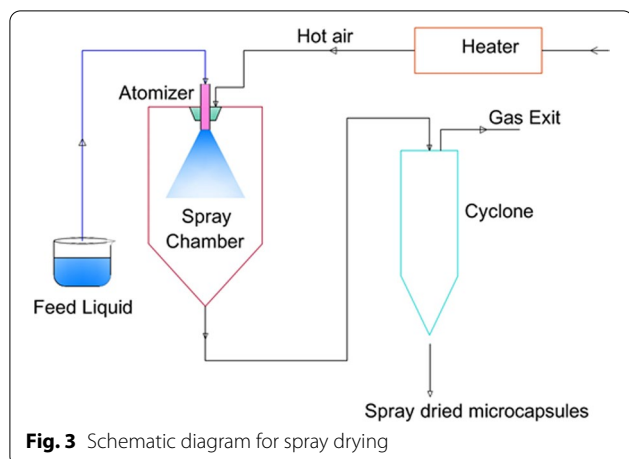 Hot air
Heater
Atomizer
Gas Exit
Spray
Chamber
Cyclone
Feed Liquid
Spray dried microcapsules
Fig. 3 Schematic diagram for spray drying